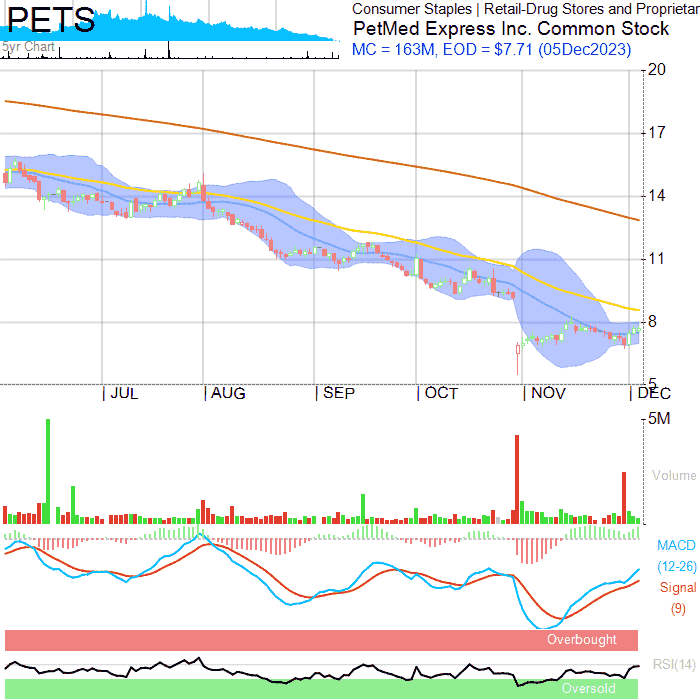 PETS
5yr Chart
Consumer Staples | Retail-Drug Stores and Proprietar
PetMed Express Inc. Common Stock
MC = 163M, EOD = $7.71 (05Dec2023)
20
17
14
11
8
5
JUL AUG SEP OCT NOV DEC
5M
Volume
MACD
(12-26)
Signal
(9)
Overbought
RSI(14)
Oversold